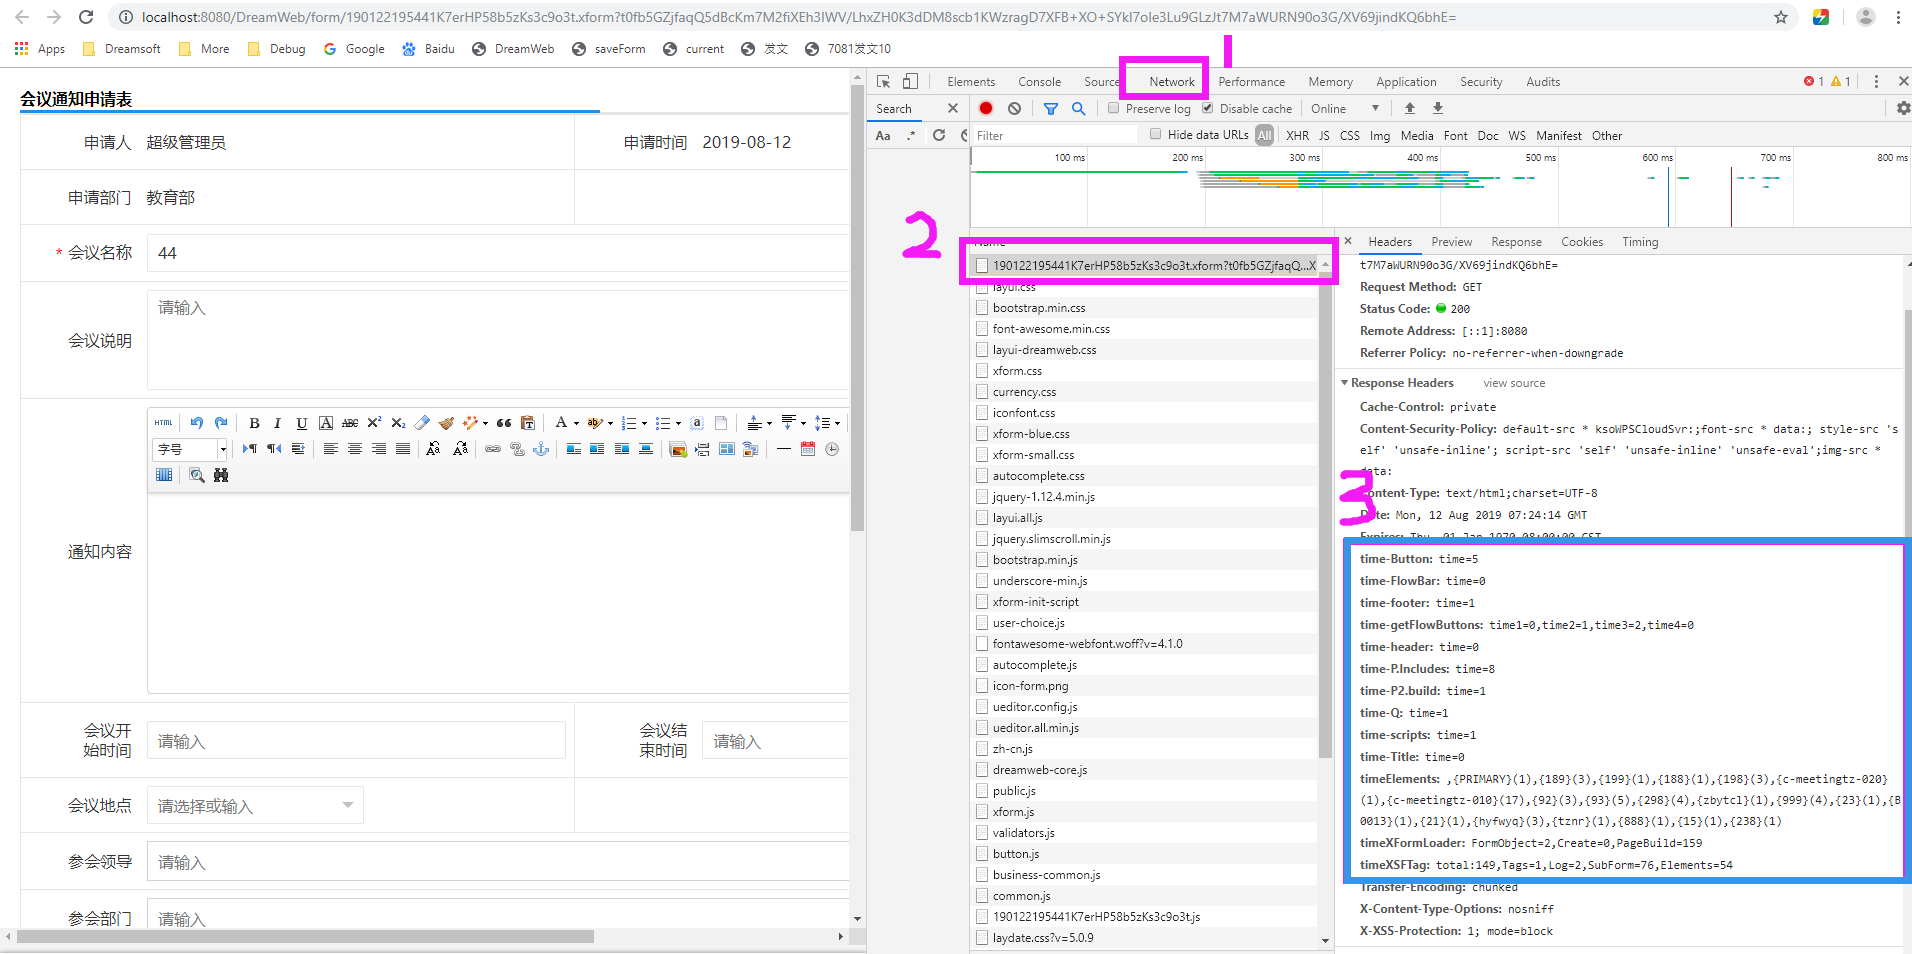 localhost:8080/DreamWeb/form/190122195441K7erHP58b5zKs3c9o3t.xform?t0fb5GZjfaqQ5dBcKm7M2fiXEh3IWV/LhxZH0K3dDM8scb1KWzragD7XFB+XO+SYkI7oIe3Lu9GLzJt7M7aWURN90o3G/XV69jindKQ6bhE=
Apps Dreamsoft More Debug Google Baidu DreamWeb saveForm current 发文 7081发文10
1
会议通知申请表
申请人 超级管理员 申请时间 2019-08-12
申请部门 教育部
* 会议名称 44
会议说明 请输入
HTML B I U A ABC X² X₂ A ab a
字号
通知内容
会议开始时间 请输入 会议结束时间 请输入
会议地点 请选择或输入
参会领导 请输入
参会部门 请输入
Elements Console Source Network Performance Memory Application Security Audits 1 1
Search Preserve log Disable cache Online
Aa .* Filter Hide data URLs All XHR JS CSS Img Media Font Doc WS Manifest Other
100 ms 200 ms 300 ms 400 ms 500 ms 600 ms 700 ms 800 ms
2
Name
190122195441K7erHP58b5zKs3c9o3t.xform?t0fb5GZjfaqQ...X
layui.css
bootstrap.min.css
font-awesome.min.css
layui-dreamweb.css
xform.css
currency.css
iconfont.css
xform-blue.css
xform-small.css
autocomplete.css
jquery-1.12.4.min.js
layui.all.js
jquery.slimscroll.min.js
bootstrap.min.js
underscore-min.js
xform-init-script
user-choice.js
fontawesome-webfont.woff?v=4.1.0
autocomplete.js
icon-form.png
ueditor.config.js
ueditor.all.min.js
zh-cn.js
dreamweb-core.js
public.js
xform.js
validators.js
button.js
business-common.js
common.js
190122195441K7erHP58b5zKs3c9o3t.js
laydate.css?v=5.0.9
Headers Preview Response Cookies Timing
t7M7aWURN90o3G/XV69jindKQ6bhE=
Request Method: GET
Status Code: 200
Remote Address: [::1]:8080
Referrer Policy: no-referrer-when-downgrade
Response Headers view source
Cache-Control: private
Content-Security-Policy: default-src * ksoWPSCloudSvr:;font-src * data:; style-src 's
elf' 'unsafe-inline'; script-src 'self' 'unsafe-inline' 'unsafe-eval';img-src *
data:
3
Content-Type: text/html;charset=UTF-8
Date: Mon, 12 Aug 2019 07:24:14 GMT
Expires: Thu, 01 Jan 1970 08:00:00 CST
time-Button: time=5
time-FlowBar: time=0
time-footer: time=1
time-getFlowButtons: time1=0,time2=1,time3=2,time4=0
time-header: time=0
time-P.Includes: time=8
time-P2.build: time=1
time-Q: time=1
time-scripts: time=1
time-Title: time=0
timeElements: ,{PRIMARY}(1),{189}(3),{199}(1),{188}(1),{198}(3),{c-meetingtz-020}
(1),{c-meetingtz-010}(17),{92}(3),{93}(5),{298}(4),{zbytcl}(1),{999}(4),{23}(1),{B
0013}(1),{21}(1),{hyfwyq}(3),{tznr}(1),{888}(1),{15}(1),{238}(1)
timeXFormLoader: FormObject=2,Create=0,PageBuild=159
timeXSFTag: total:149,Tags=1,Log=2,SubForm=76,Elements=54
Transfer-Encoding: chunked
X-Content-Type-Options: nosniff
X-XSS-Protection: 1; mode=block